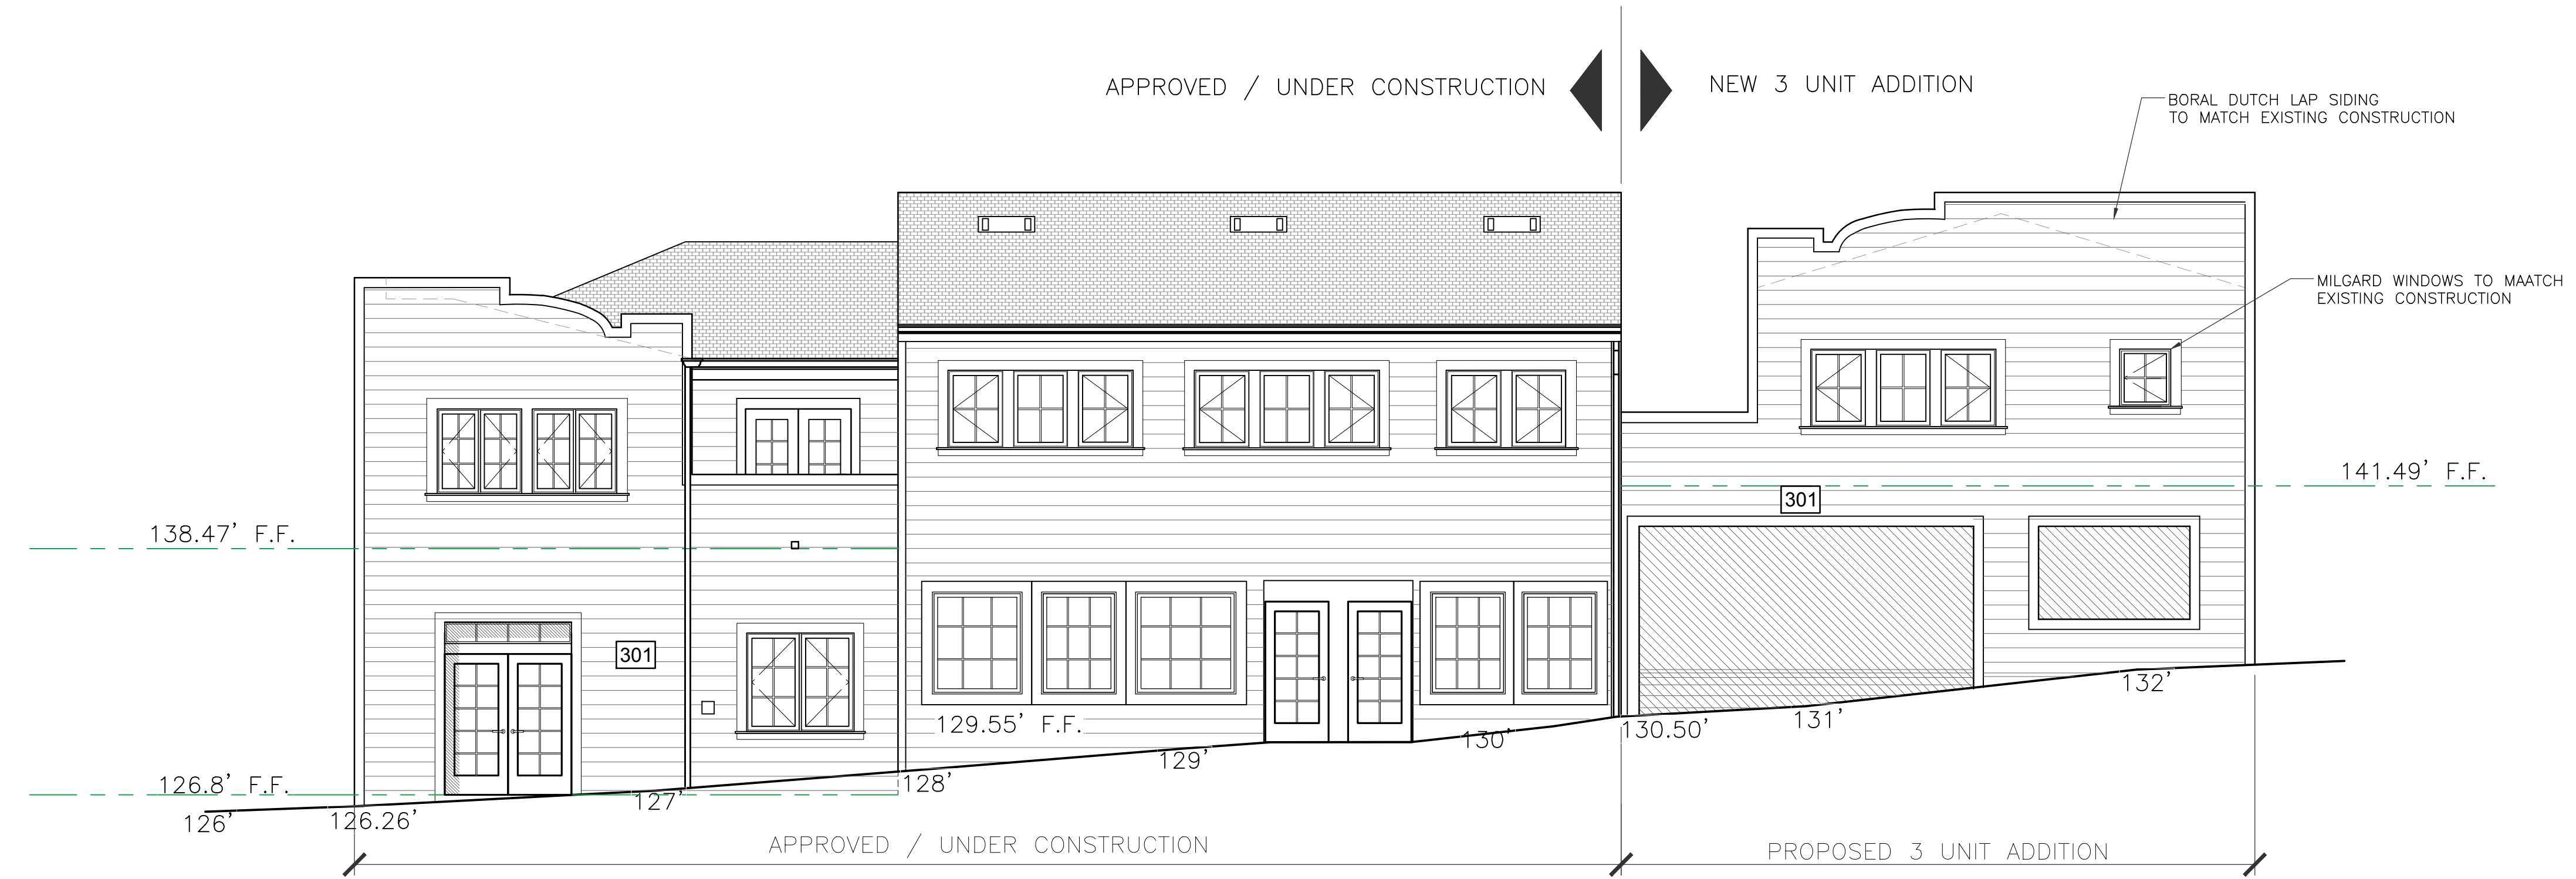 APPROVED / UNDER CONSTRUCTION
NEW 3 UNIT ADDITION
BORAL DUTCH LAP SIDING
TO MATCH EXISTING CONSTRUCTION
MILGARD WINDOWS TO MAATCH
EXISTING CONSTRUCTION
141.49' F.F.
301
138.47' F.F.
301
129.55' F.F.
126.8' F.F.
126'
126.26'
127'
128'
129'
130'
130.50'
131'
132'
APPROVED / UNDER CONSTRUCTION
PROPOSED 3 UNIT ADDITION